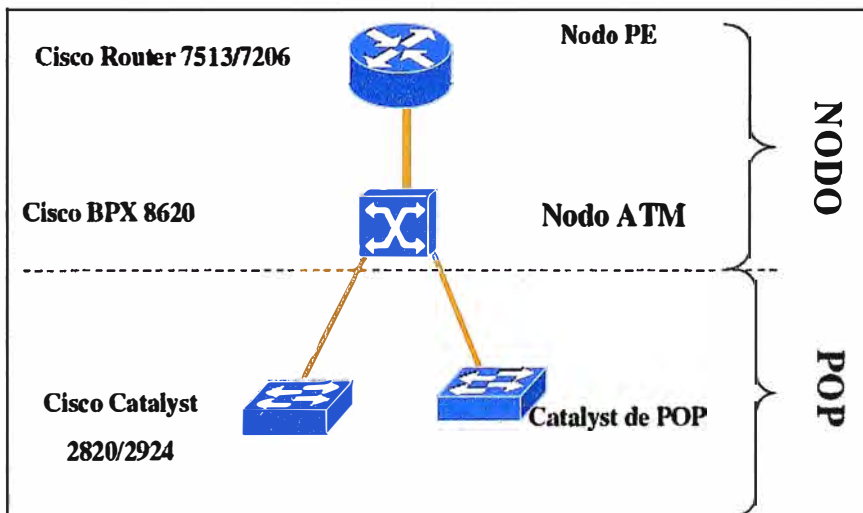 Cisco Router 7513/7206
Nodo PE
NODO
Cisco BPX 8620
Nodo ATM
Cisco Catalyst
2820/2924
Catalyst de POP
POP